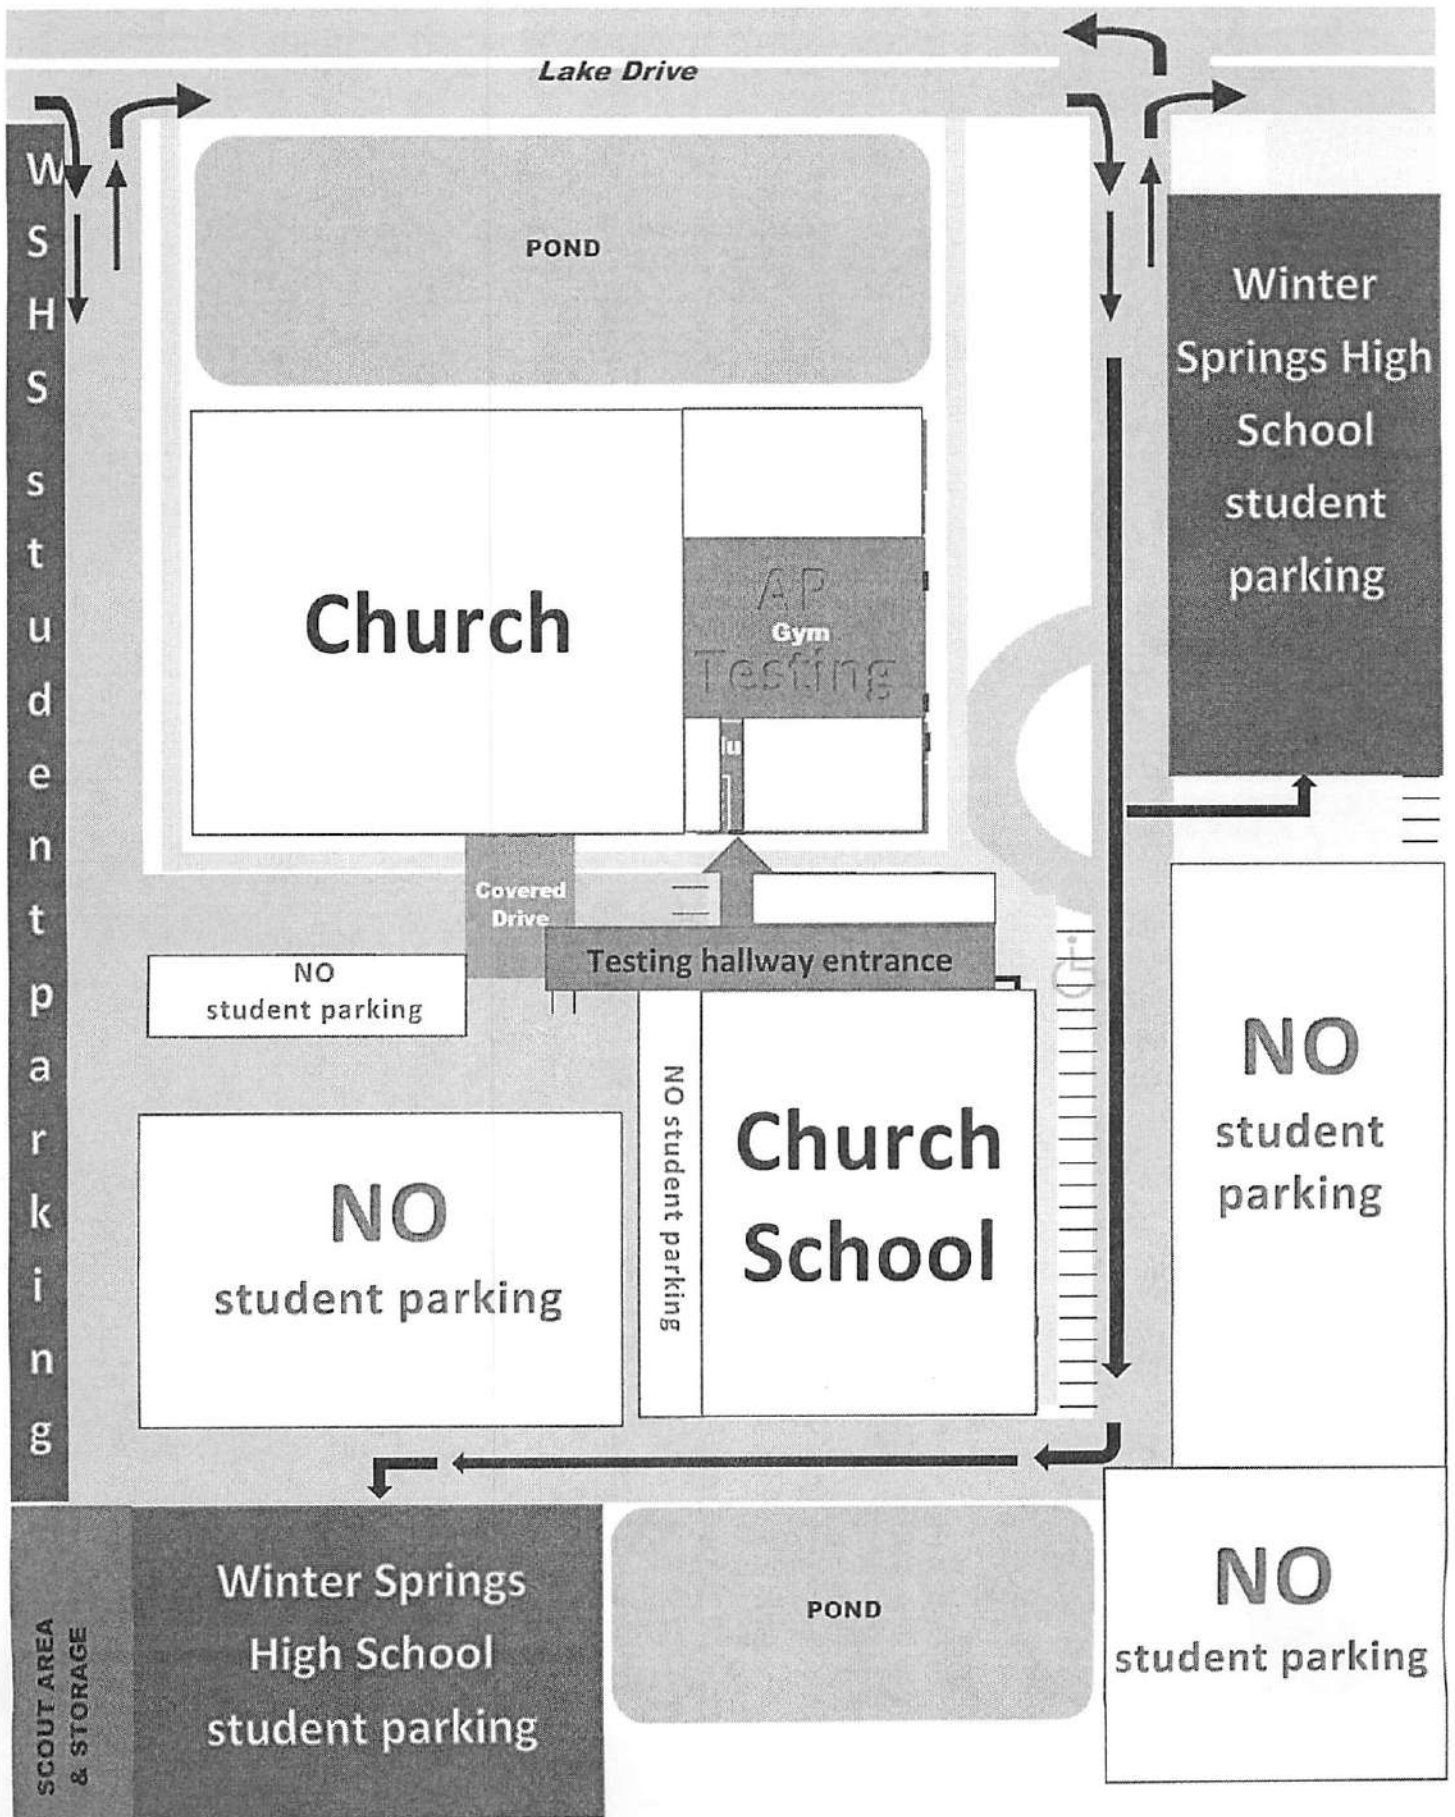 Lake Drive
POND
WSHS student parking
Winter
Springs High
School
student
parking
Church
AP
Gym
Testing
Covered
Drive
Testing hallway entrance
NO
student parking
NO
student parking
NO student parking
Church
School
NO
student
parking
SCOUT AREA
& STORAGE
Winter Springs
High School
student parking
POND
NO
student parking